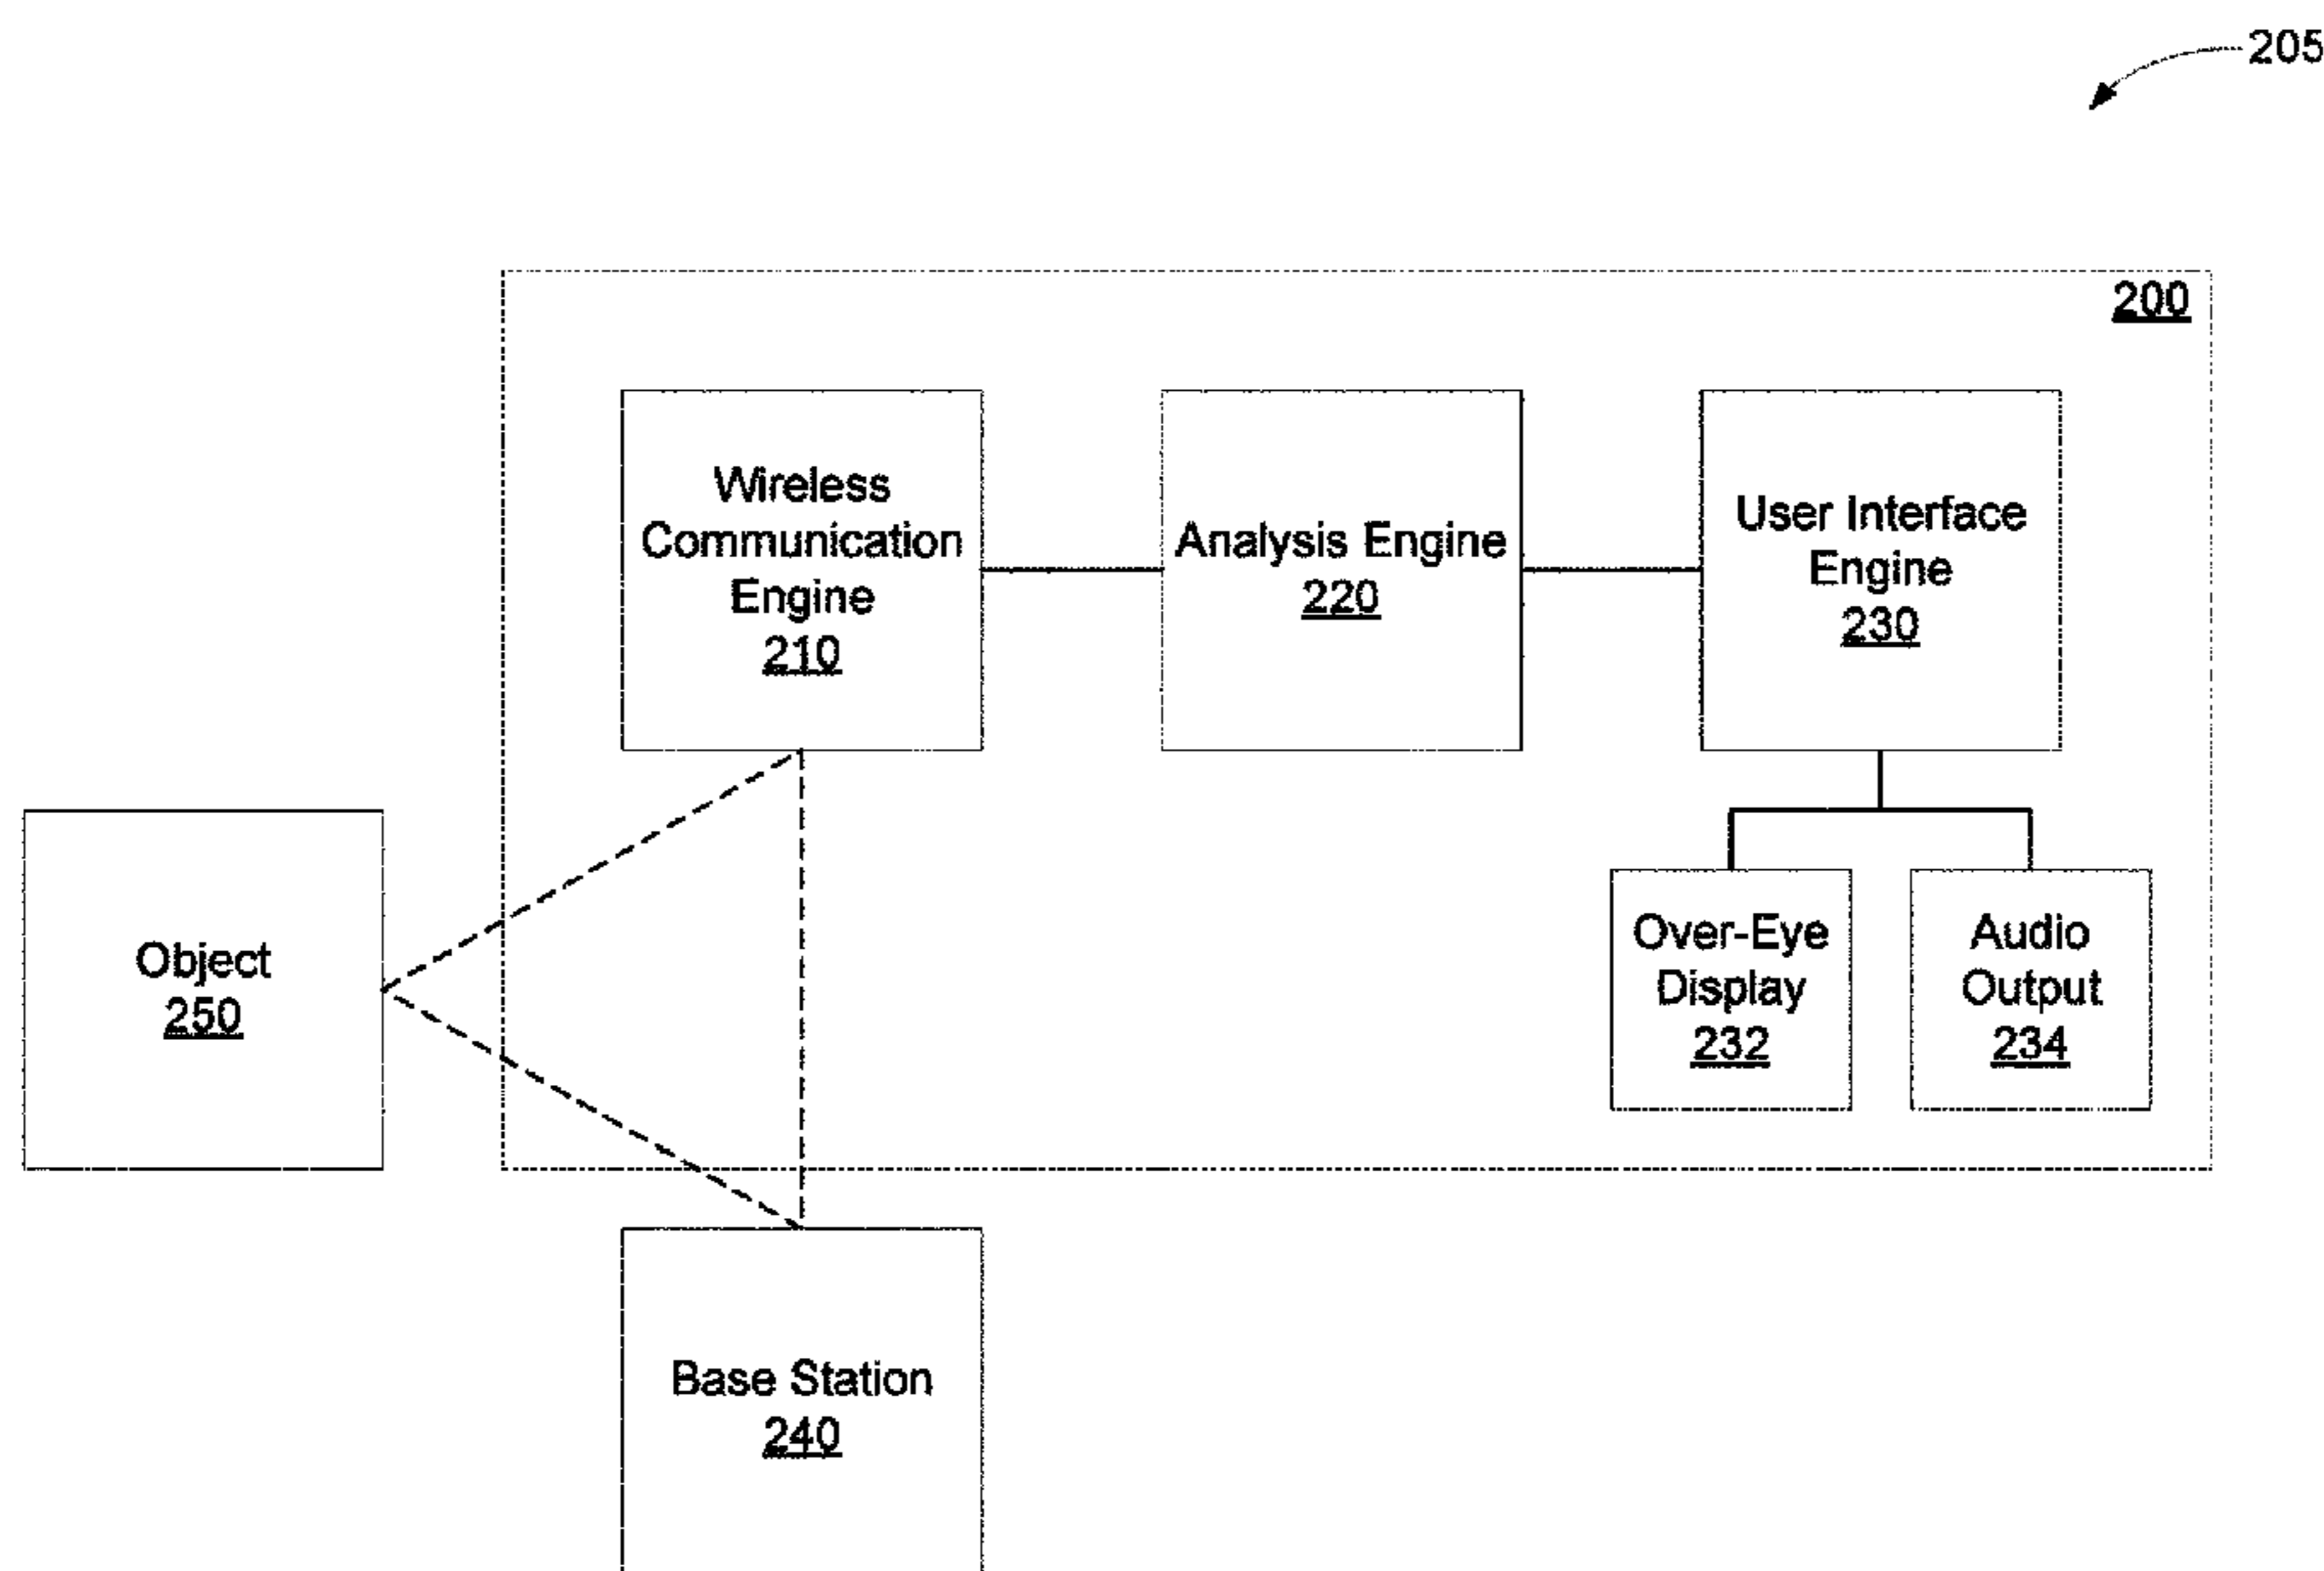 205
200
Wireless
Communication
Engine
210
Analysis Engine
220
User Interface
Engine
230
Object
250
Over-Eye
Display
232
Audio
Output
234
Base Station
240